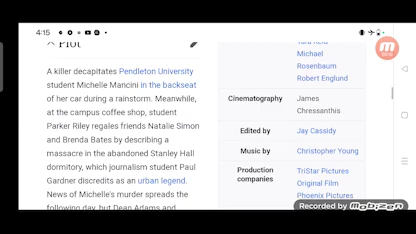 4:15
Plot
A killer decapitates Pendleton University
student Michelle Mancini in the backseat
of her car during a rainstorm. Meanwhile,
at the campus coffee shop, student
Parker Riley regales friends Natalie Simon
and Brenda Bates by describing a
massacre in the abandoned Stanley Hall
dormitory, which journalism student Paul
Gardner discredits as an urban legend.
News of Michelle's murder spreads the
following day, but Dean Adams and
Tara Reid
Michael
Rosenbaum
Robert Englund
Cinematography James
Chressanthis
Edited by Jay Cassidy
Music by Christopher Young
Production TriStar Pictures
companies Original Film
Phoenix Pictures
Recorded by Mobizen